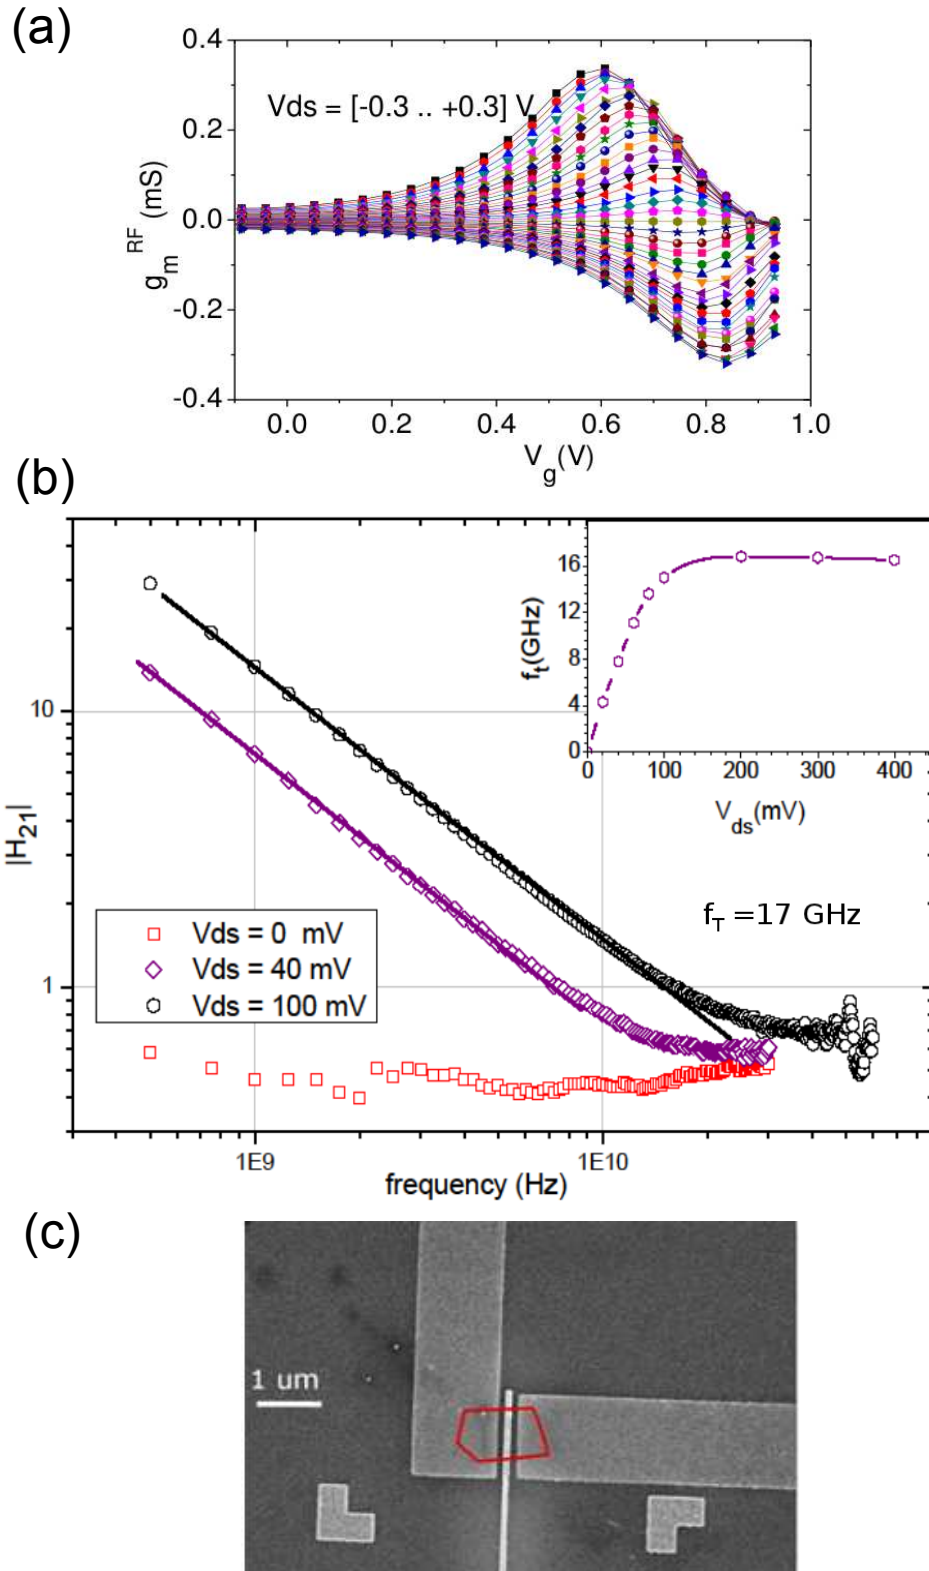 (a)
0.4
0.2
0.0
-0.2
-0.4
g_m^RF (mS)
Vds = [-0.3 .. +0.3] V
0.0 0.2 0.4 0.6 0.8 1.0
V_g(V)
(b)
10
1
|H_21|
1E9 1E10
frequency (Hz)
Vds = 0 mV
Vds = 40 mV
Vds = 100 mV
f_T =17 GHz
16
12
8
4
0
f_t(GHz)
0 100 200 300 400
V_ds(mV)
(c)
1 um